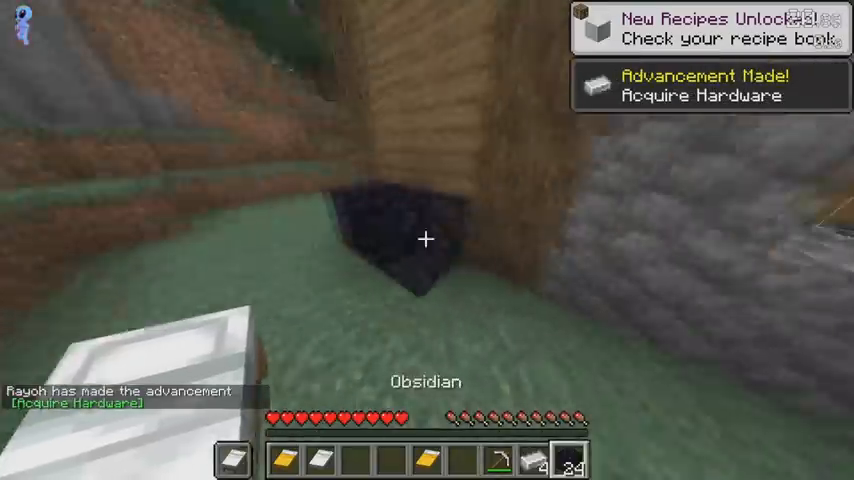 New Recipes Unlocked!
Check your recipe book
Advancement Made!
Acquire Hardware
Obsidian
Rayoh has made the advancement
[Acquire Hardware]
4
24